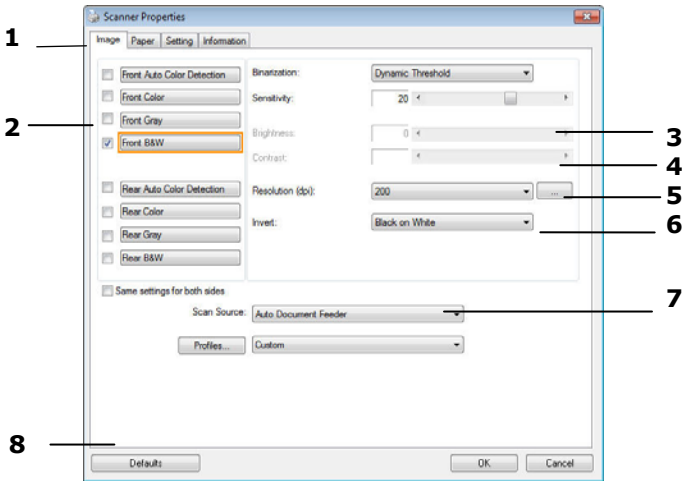 Scanner Properties
1
Image Paper Setting Information
Front Auto Color Detection
Binarization: Dynamic Threshold
Front Color
Sensitivity: 20
2
Front Gray
Front B&W
Brightness: 0
3
Contrast:
4
Rear Auto Color Detection
Resolution (dpi): 200 ...
5
Rear Color
Invert: Black on White
6
Rear Gray
Rear B&W
Same settings for both sides
7
Scan Source: Auto Document Feeder
Profiles... Custom
8
Defaults OK Cancel